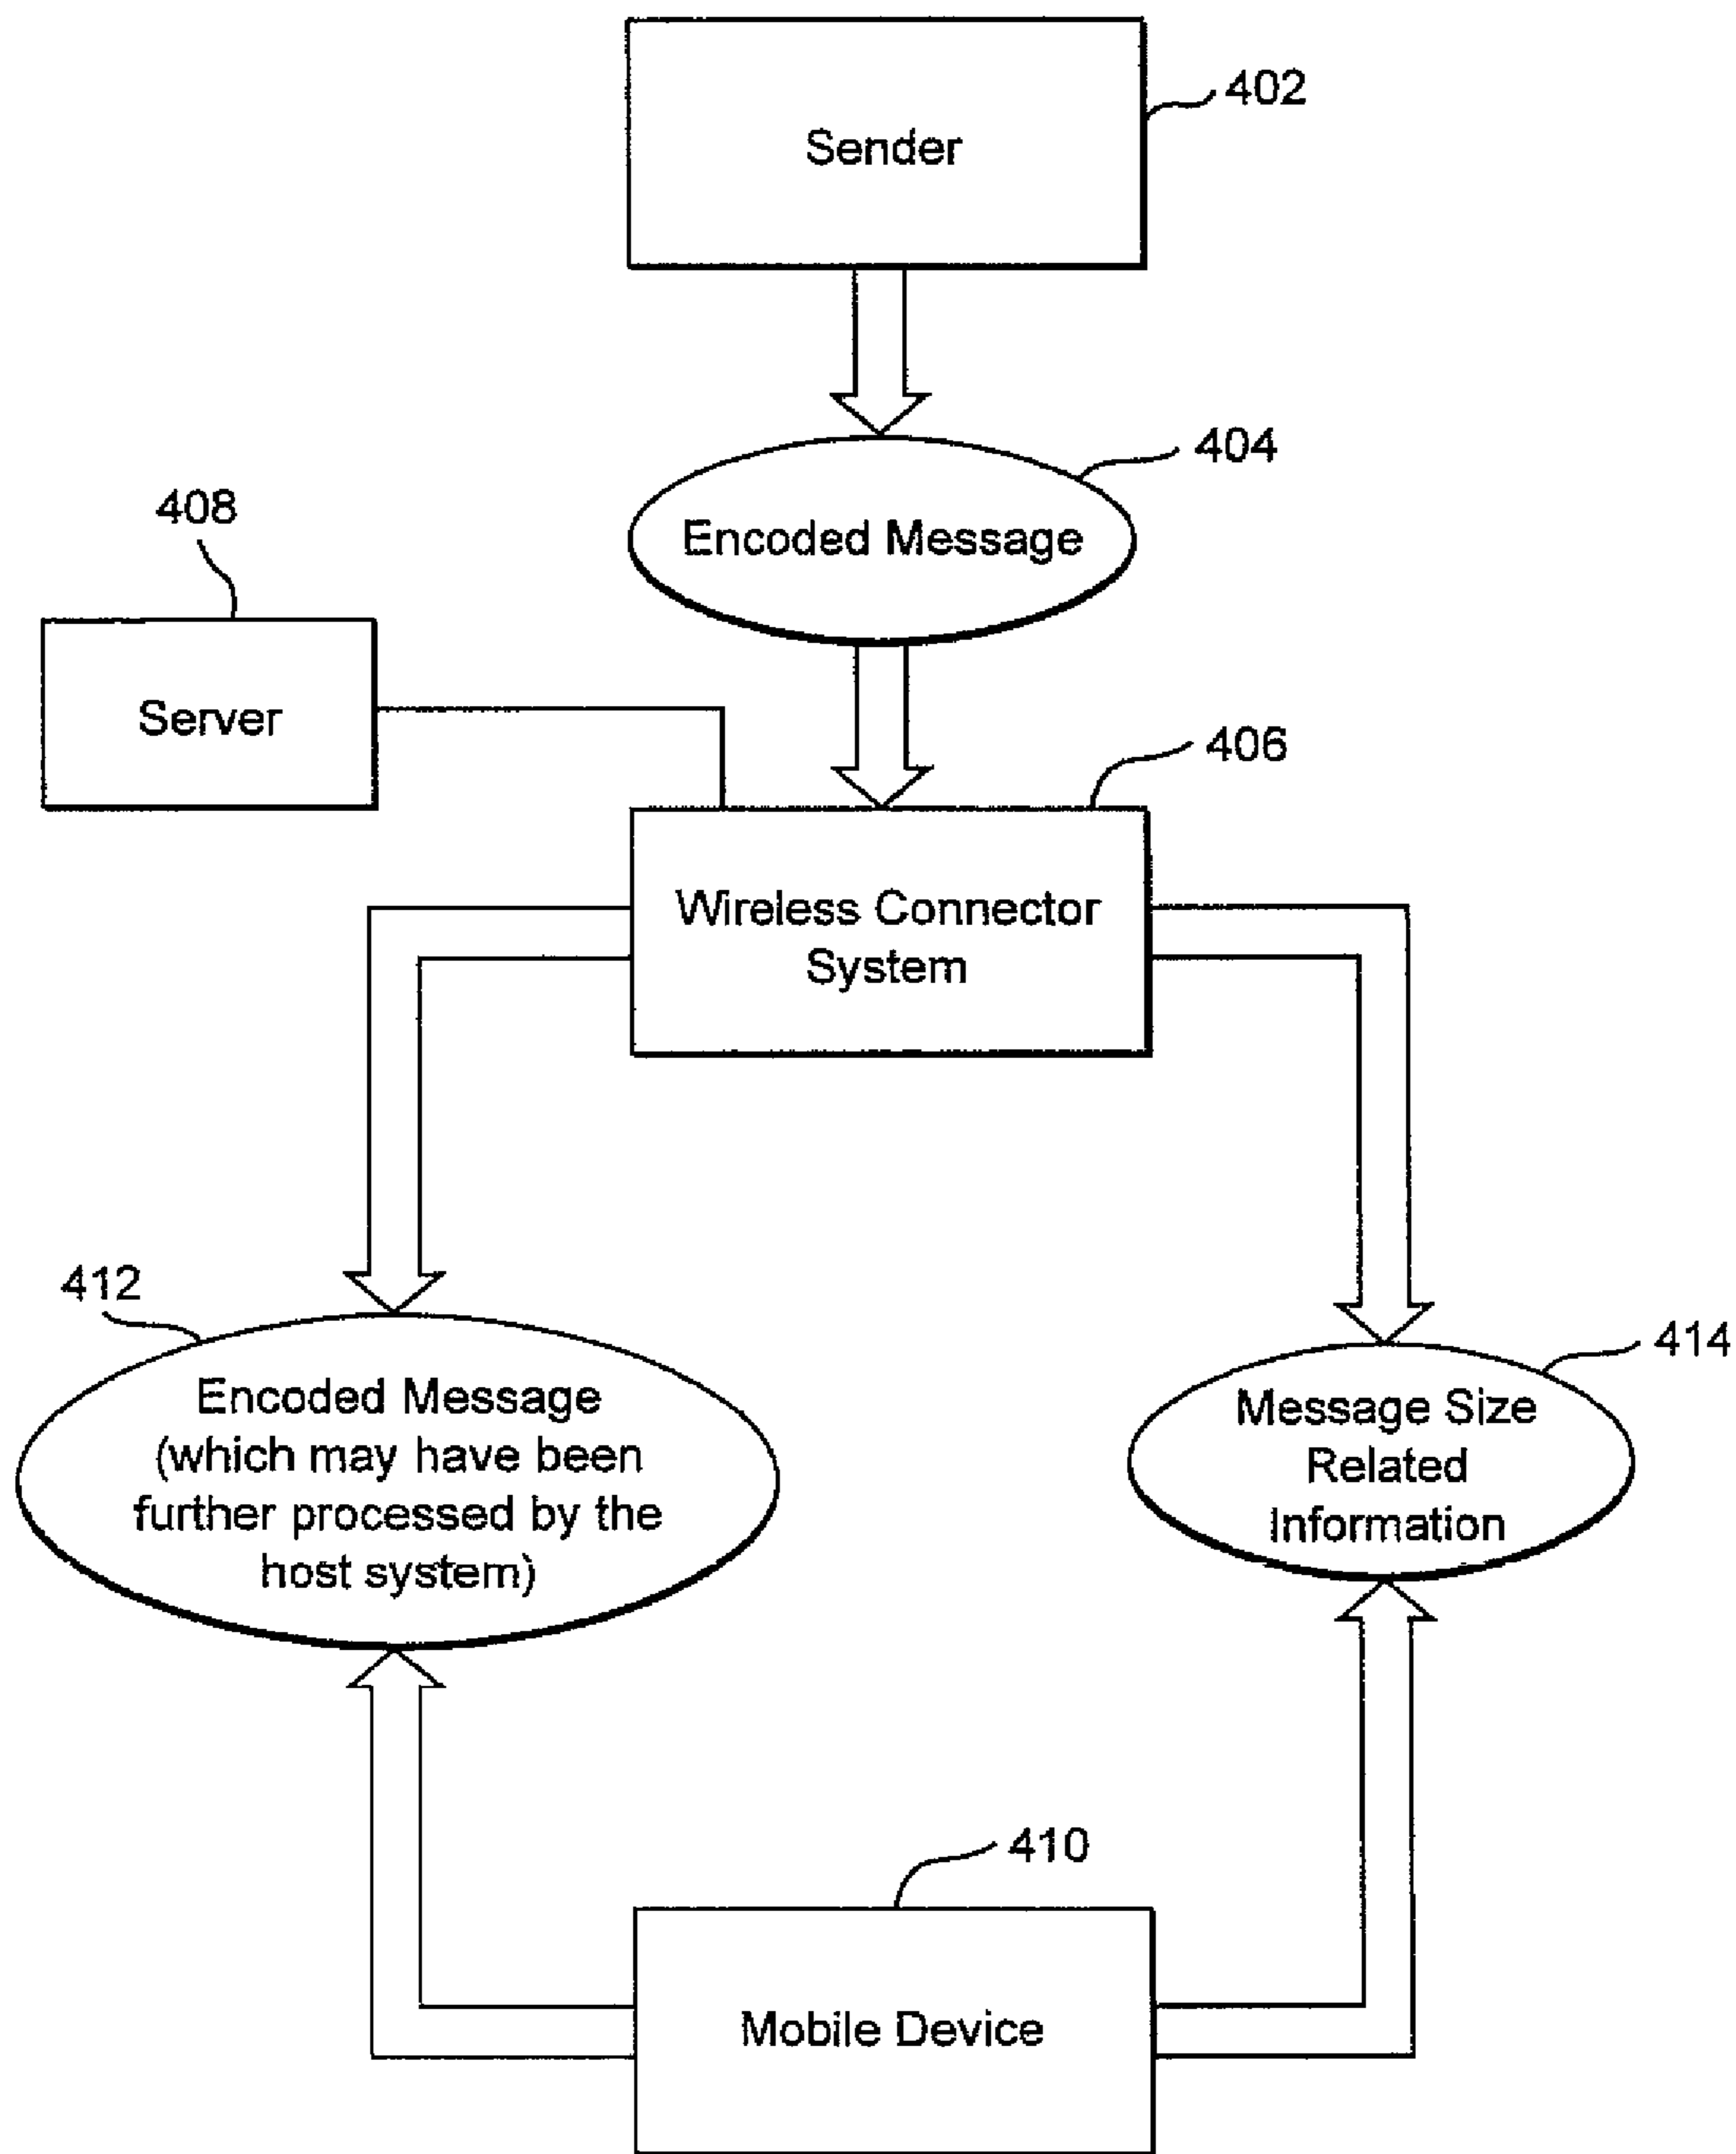 402
Sender
404
Encoded Message
408
Server
406
Wireless Connector
System
412
Encoded Message
(which may have been
further processed by the
host system)
414
Message Size
Related
Information
410
Mobile Device